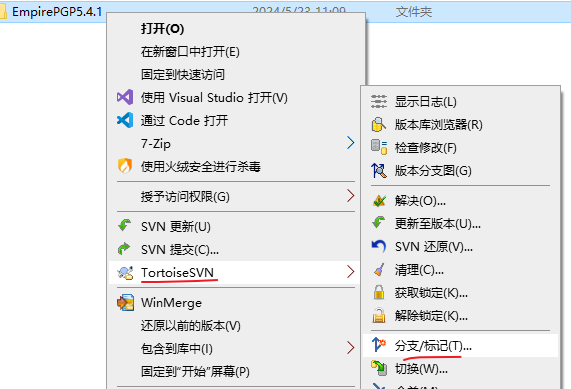 EmpirePGP5.4.1 2024/5/23 11:09 文件夹
打开(O)
在新窗口中打开(E)
固定到快速访问
使用 Visual Studio 打开(V)
通过 Code 打开
7-Zip
使用火绒安全进行杀毒
授予访问权限(G)
SVN 更新(U)
SVN 提交(C)...
TortoiseSVN
WinMerge
还原以前的版本(V)
包含到库中(I)
固定到"开始"屏幕(P)
显示日志(L)
版本库浏览器(R)
检查修改(F)
版本分支图(G)
解决(O)...
更新至版本(U)...
SVN 还原(V)...
清理(C)...
获取锁定(K)...
解除锁定(K)...
分支/标记(T)...
切换(W)...